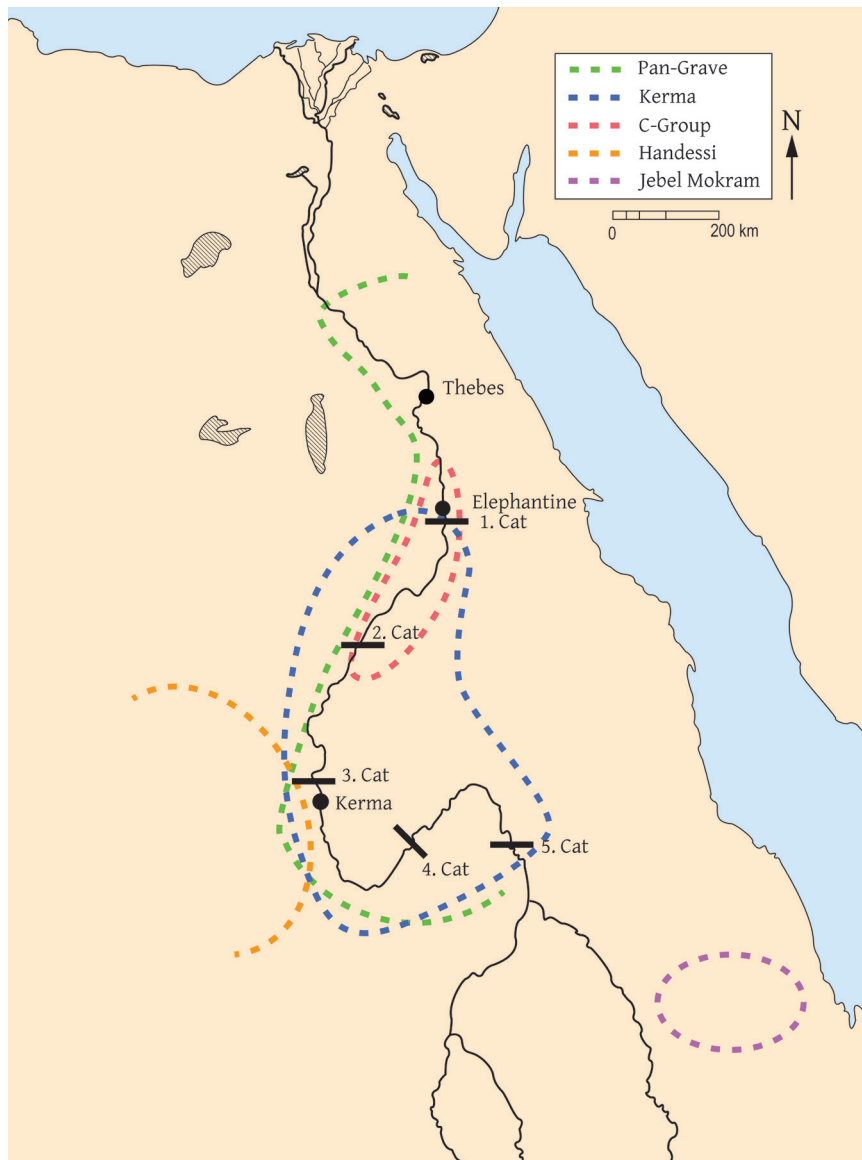 Pan-Grave
Kerma
C-Group
Handessi
Jebel Mokram
N
0 200 km
Thebes
Elephantine
1. Cat
2. Cat
3. Cat
Kerma
4. Cat
5. Cat